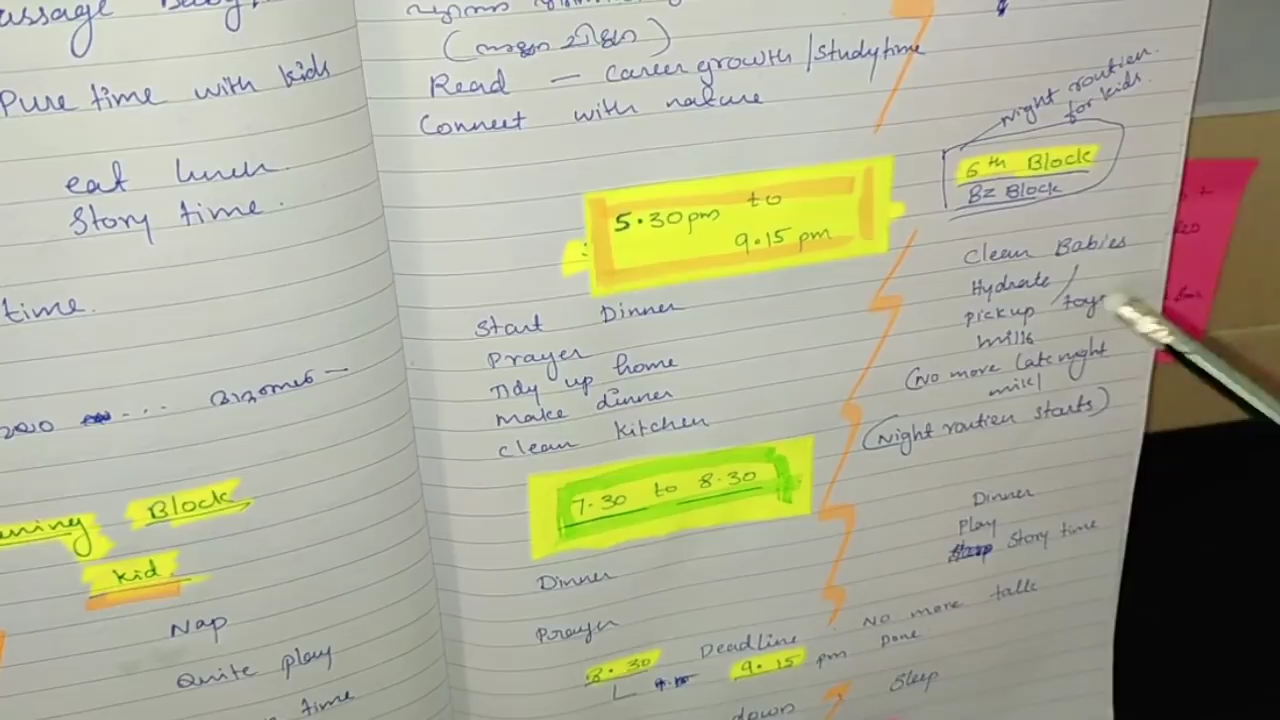 Pure time with kids
eat lunch.
Story time.
time.
Block
kid.
Nap
Quite play
time
Read — Career growth / Study time
Connect with nature
5.30pm to
9.15 pm
Start Dinner
Prayer
Tidy up home
make dinner
clean kitchen
7.30 to 8.30
Dinner
Prayer
8.30 Deadline
9.15 pm
down
Night routien
for kids.
6th Block
Bz Block
Clean Babies
Hydrate /
Pickup toys
milk
(No more late night
milk)
(Night routien starts)
Dinner
Play
Story time
No more talk
Sleep